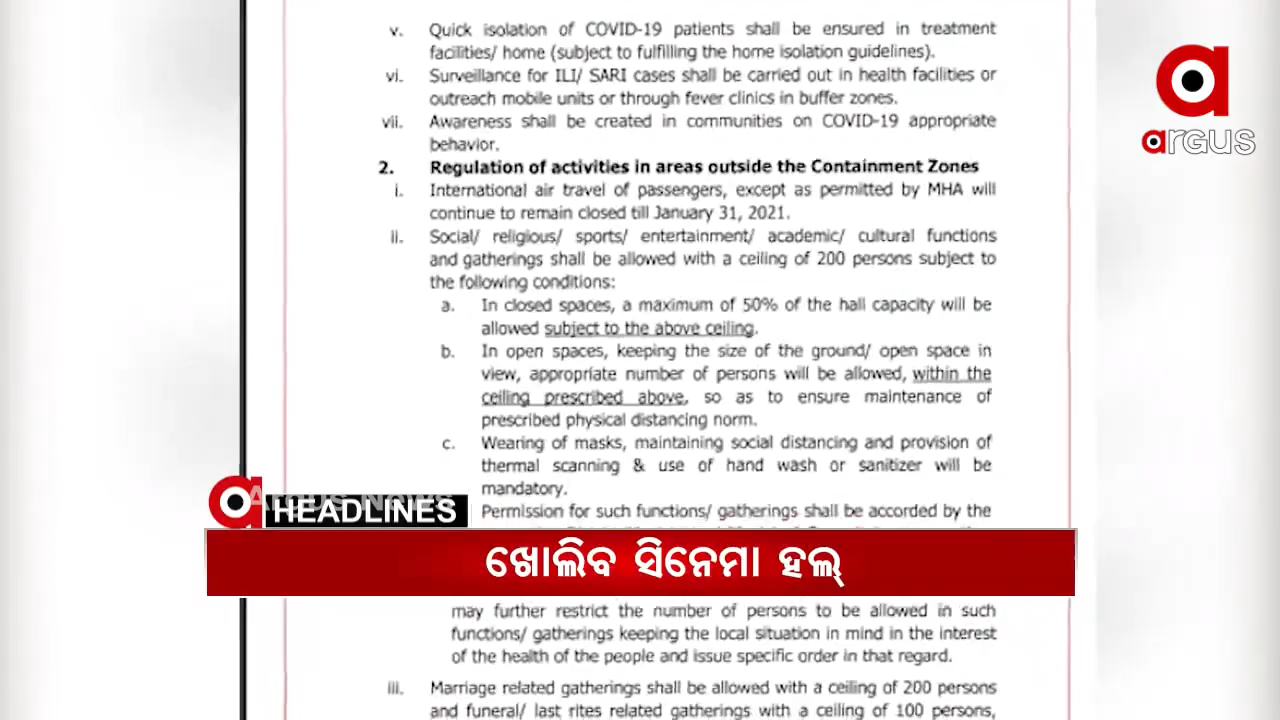 v. Quick isolation of COVID-19 patients shall be ensured in treatment
facilities/ home (subject to fulfilling the home isolation guidelines).
vi. Surveillance for ILI/ SARI cases shall be carried out in health facilities or
outreach mobile units or through fever clinics in buffer zones.
vii. Awareness shall be created in communities on COVID-19 appropriate
behavior.
2. Regulation of activities in areas outside the Containment Zones
i. International air travel of passengers, except as permitted by MHA will
continue to remain closed till January 31, 2021.
ii. Social/ religious/ sports/ entertainment/ academic/ cultural functions
and gatherings shall be allowed with a ceiling of 200 persons subject to
the following conditions:
a. In closed spaces, a maximum of 50% of the hall capacity will be
allowed subject to the above ceiling.
b. In open spaces, keeping the size of the ground/ open space in
view, appropriate number of persons will be allowed, within the
ceiling prescribed above, so as to ensure maintenance of
prescribed physical distancing norm.
c. Wearing of masks, maintaining social distancing and provision of
thermal scanning & use of hand wash or sanitizer will be
mandatory.
Permission for such functions/ gatherings shall be accorded by the
may further restrict the number of persons to be allowed in such
functions/ gatherings keeping the local situation in mind in the interest
of the health of the people and issue specific order in that regard.
iii. Marriage related gatherings shall be allowed with a ceiling of 200 persons
and funeral/ last rites related gatherings with a ceiling of 100 persons,
argus
Argus News
HEADLINES
ଖୋଲିବ ସିନେମା ହଲ୍